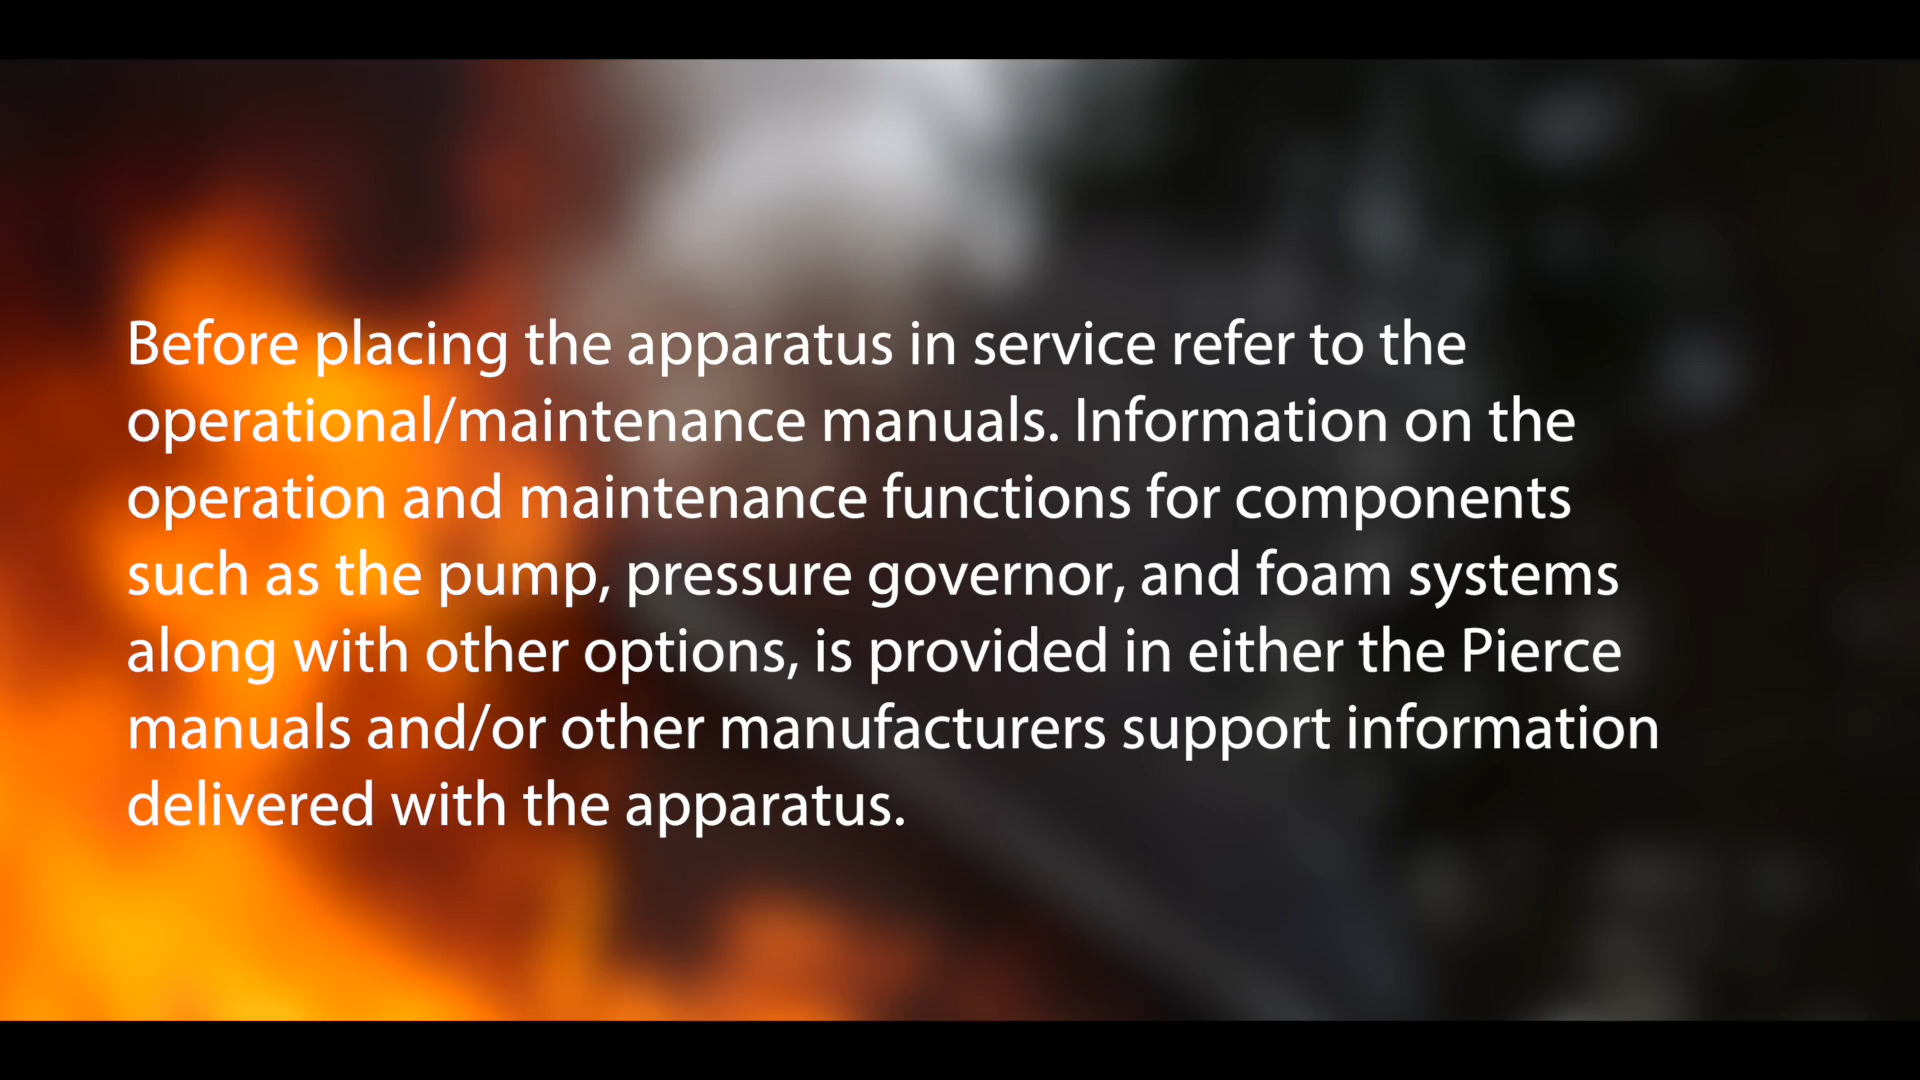 Before placing the apparatus in service refer to the
operational/maintenance manuals. Information on the
operation and maintenance functions for components
such as the pump, pressure governor, and foam systems
along with other options, is provided in either the Pierce
manuals and/or other manufacturers support information
delivered with the apparatus.